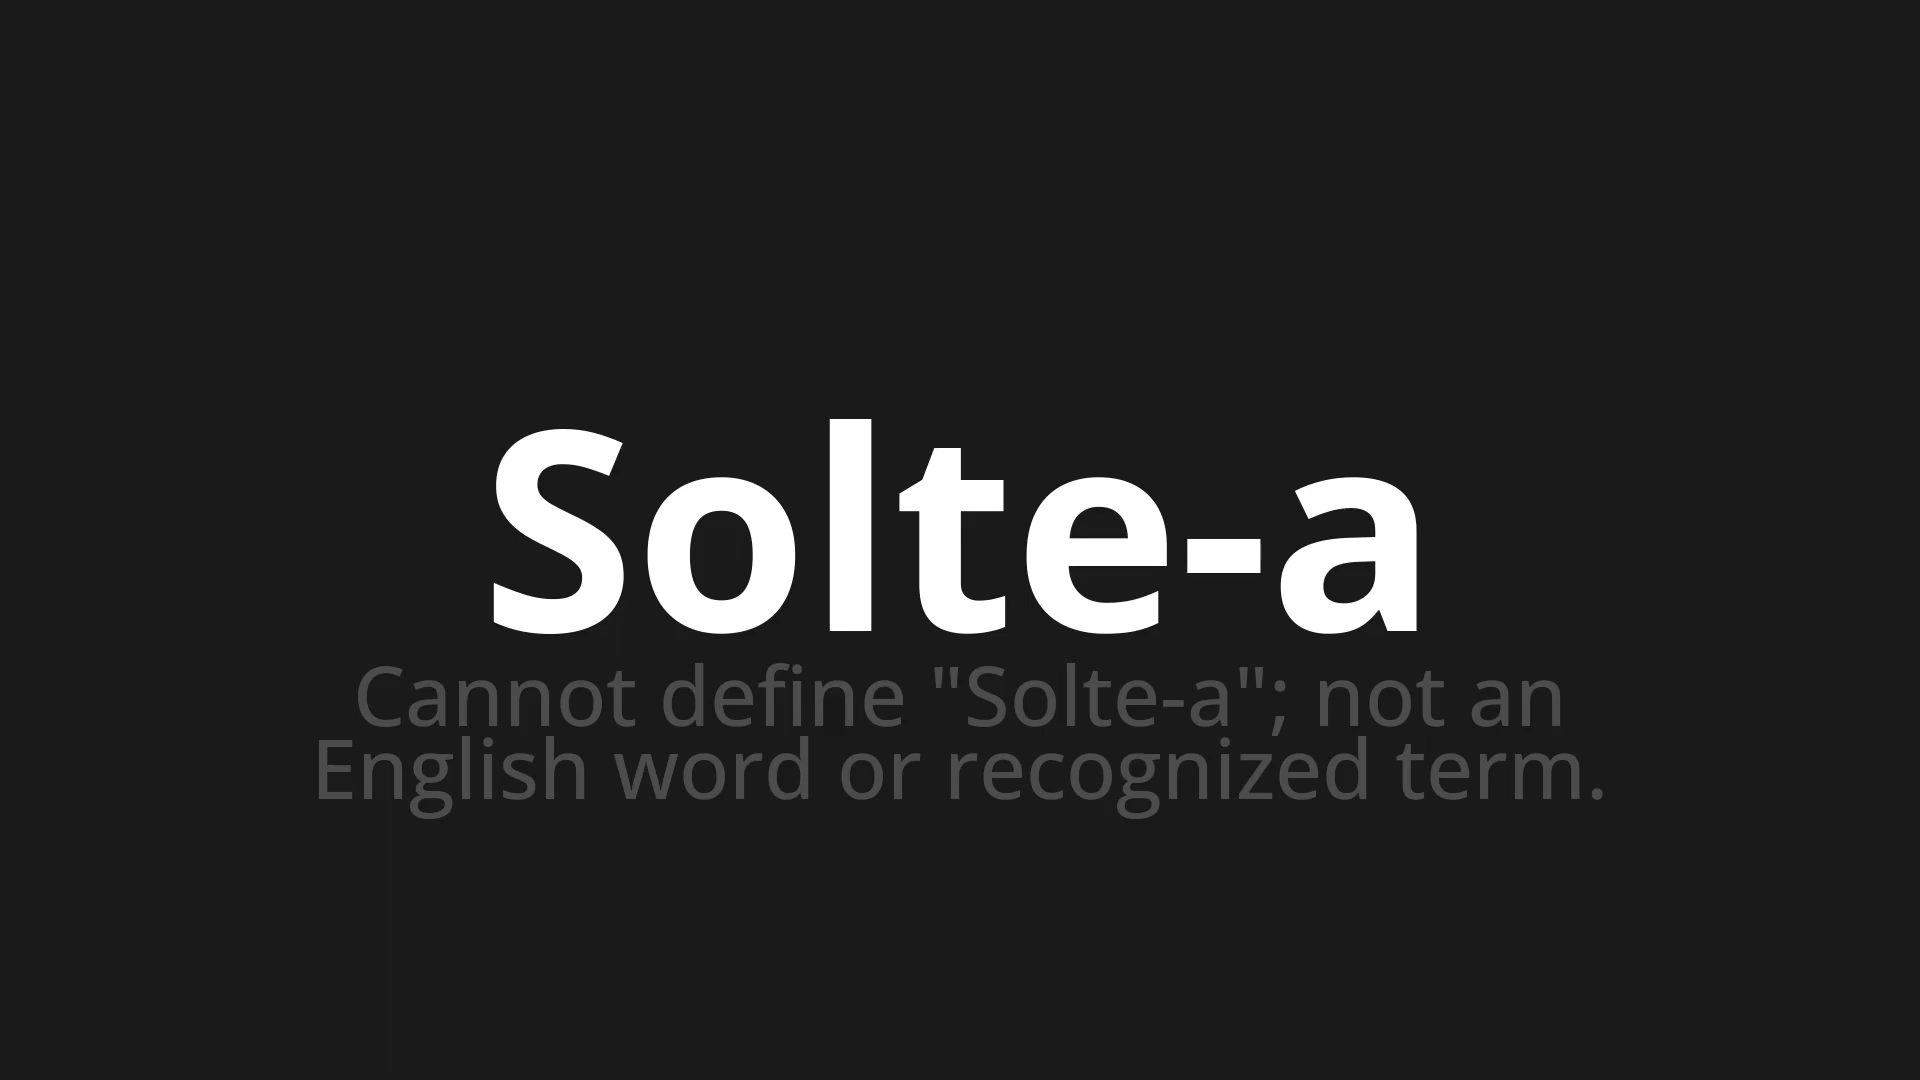 Solte-a
Cannot define "Solte-a"; not an
English word or recognized term.